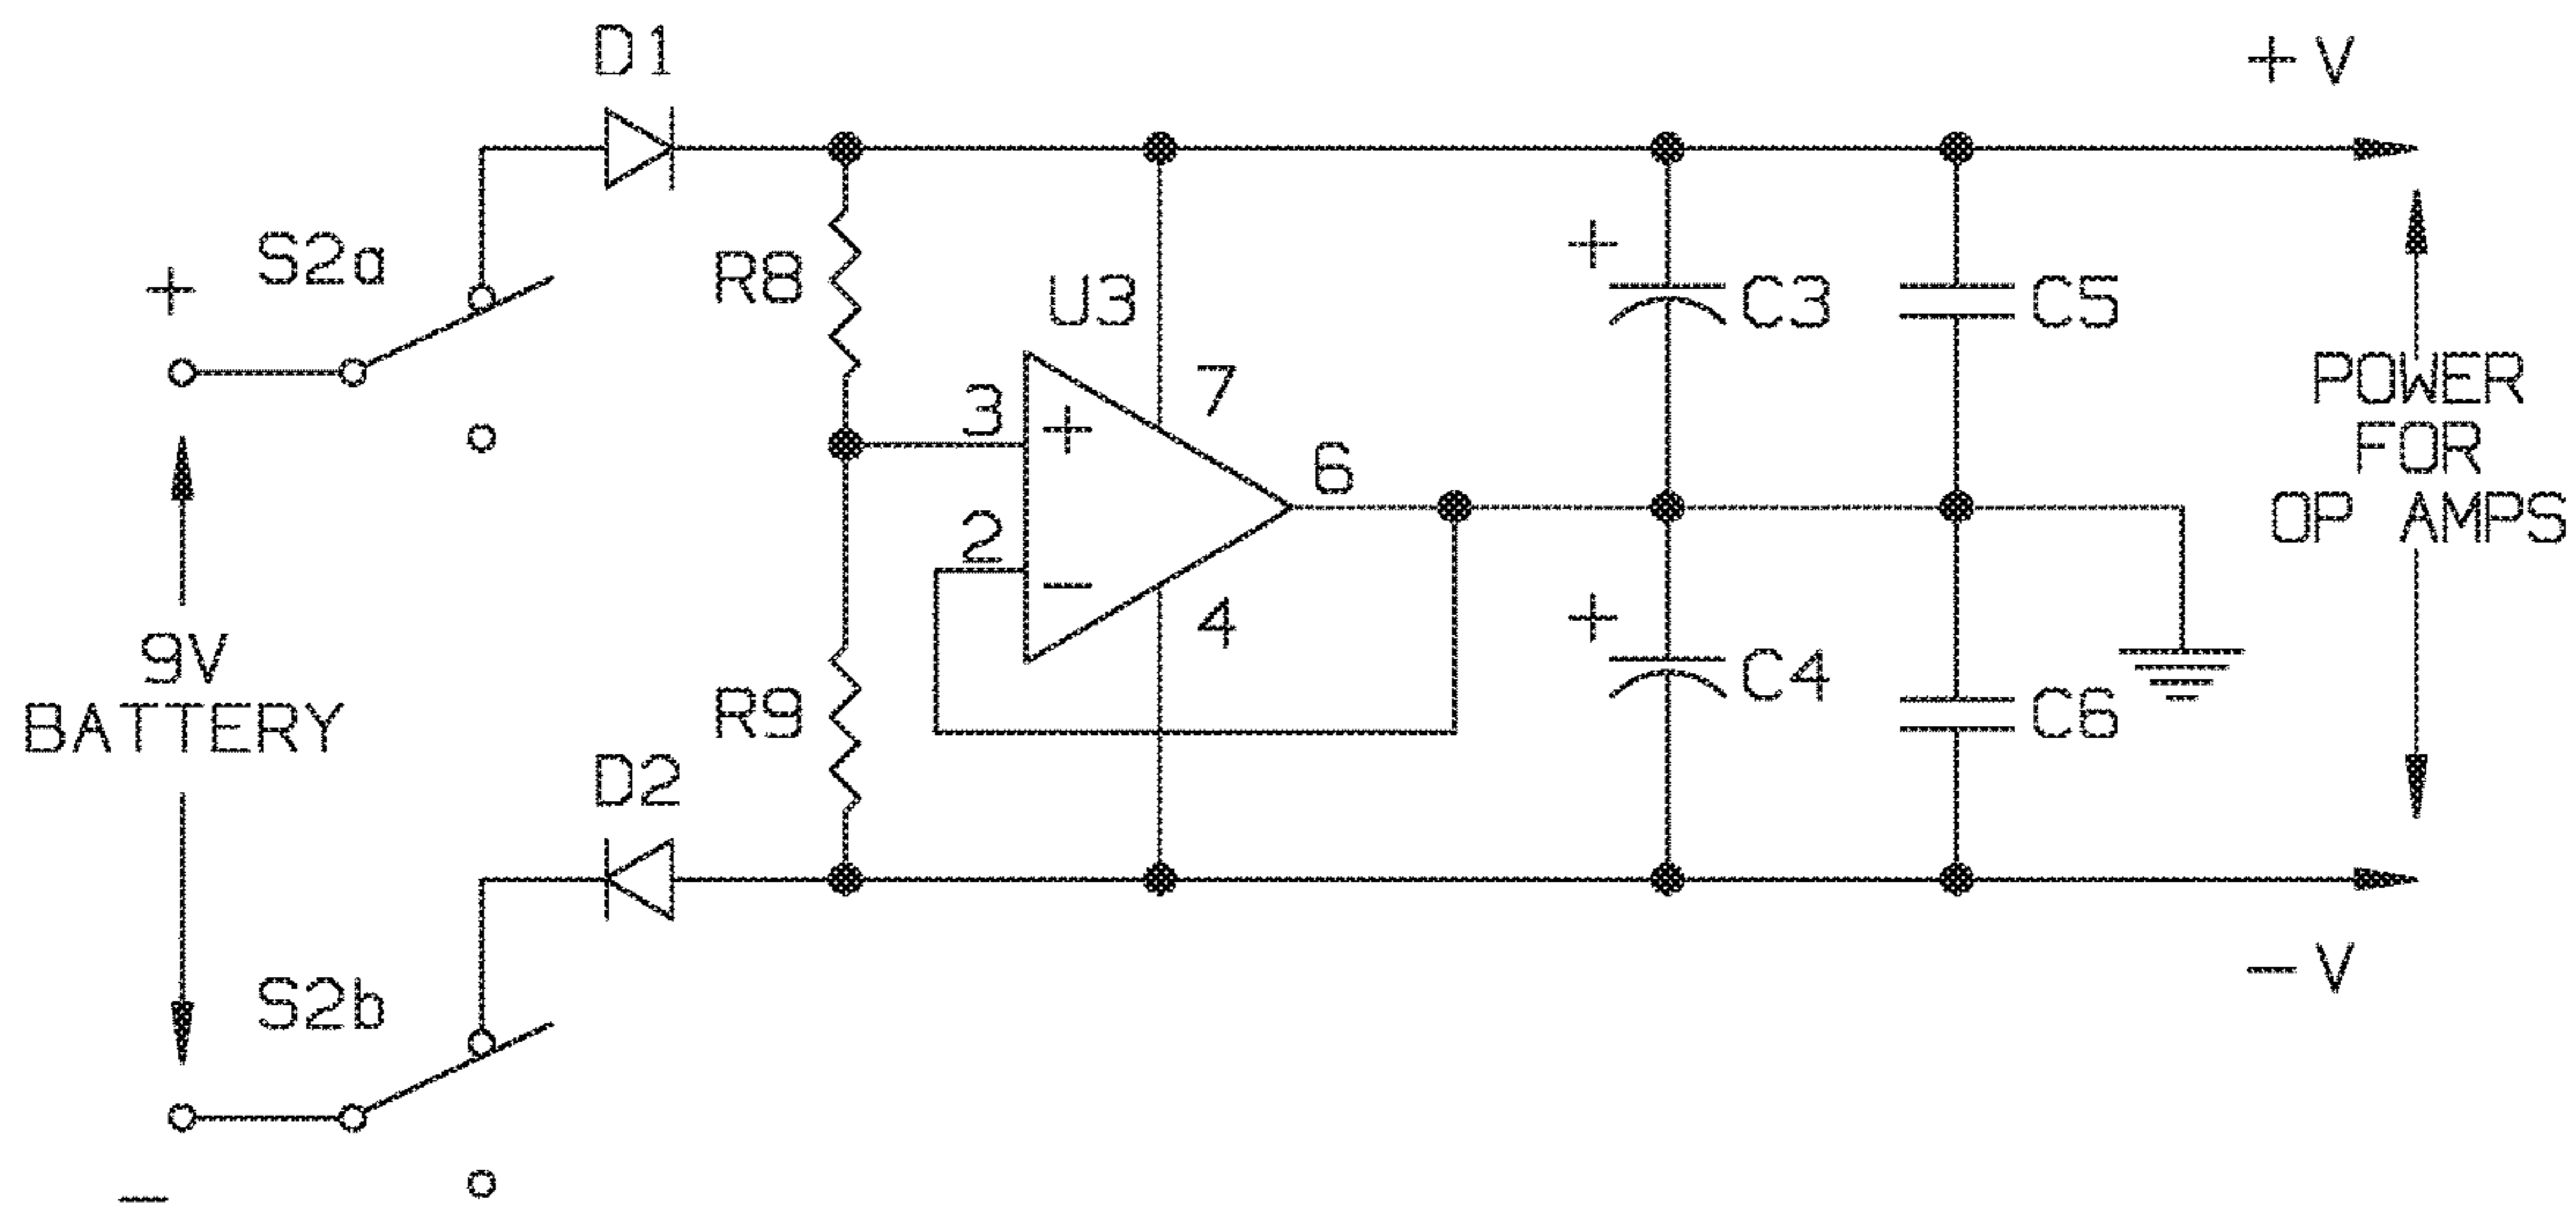 D1
+ V
S2a
+
R8
U3
+
C3
C5
7
3
+
6
POWER
FOR
OP AMPS
2
−
4
+
C4
9V
BATTERY
R9
C6
D2
S2b
− V
−